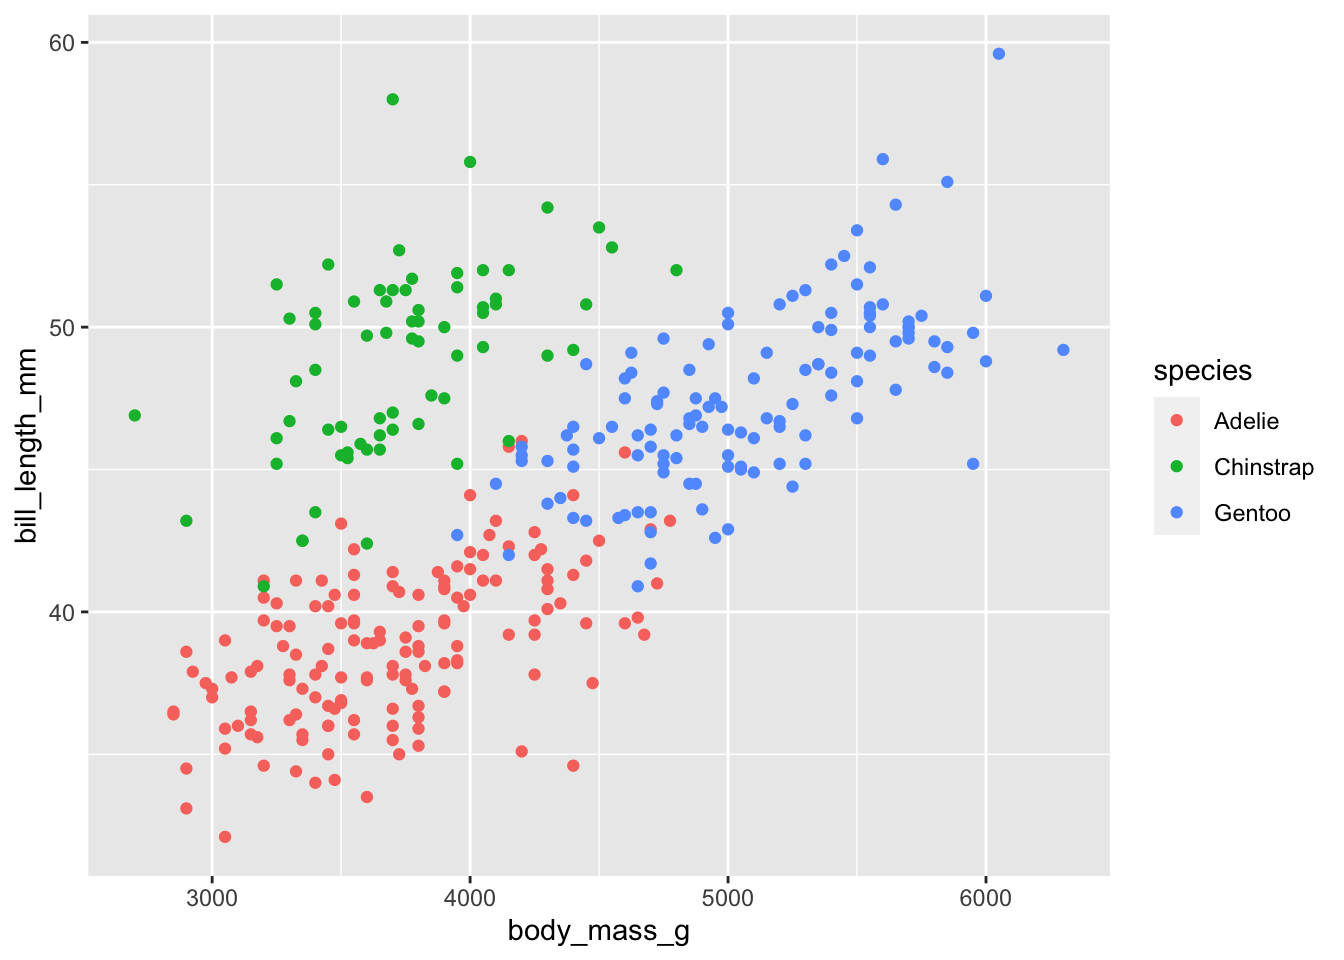 60
50
40
bill_length_mm
3000 4000 5000 6000
body_mass_g
species
Adelie
Chinstrap
Gentoo